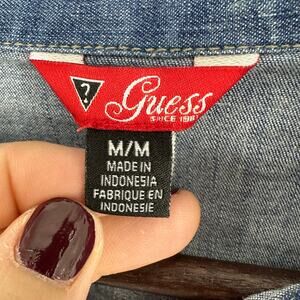 ?
Guess
SINCE 1981
M/M
MADE IN
INDONESIA
FABRIQUE EN
INDONESIE